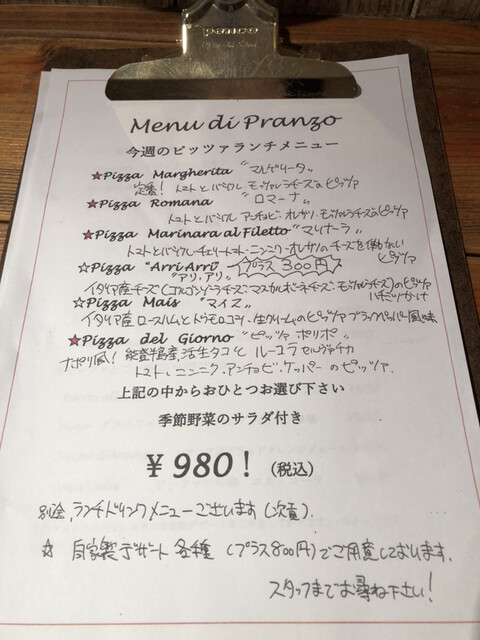 Menu di Pranzo
今週のピッツァランチメニュー
★Pizza Margherita "マルゲリータ"
定番! トマトとバジル モッツァレラチーズのピッツァ
★Pizza Romana "ロマーナ"
トマトとバジル アンチョビ・オレガノ・モッツァレラチーズのピッツァ
★Pizza Marinara al Filetto "マリナーラ"
トマトとバジル・チェリートマト・ニンニク・オレガノのチーズを使わない
ピッツァ
☆Pizza "Arri Arri" プラス300円
"アリ・アリ"
イタリア産チーズ(ゴルゴンゾーラチーズ・マスカルポーネチーズ・モッツァレラチーズ)のピッツァ
ハチミツかけ
☆Pizza Mais "マイス"
イタリア産ロースハムとトウモロコシ・生クリームのピッツァ ブラックペッパー風味
★Pizza del Giorno "ピッツァ ポリポ"
ナポリ風! 能登半島産、活生タコと ルーコラセルヴァチカ
トマト・ニンニク・アンチョビ・ケッパーのピッツァ.
上記の中からおひとつお選び下さい
季節野菜のサラダ付き
¥980! (税込)
別途、ランチドリンクメニューございます(次頁).
☆ 自家製デザート各種 (プラス800円)でご用意しております.
スタッフまでお尋ね下さい!